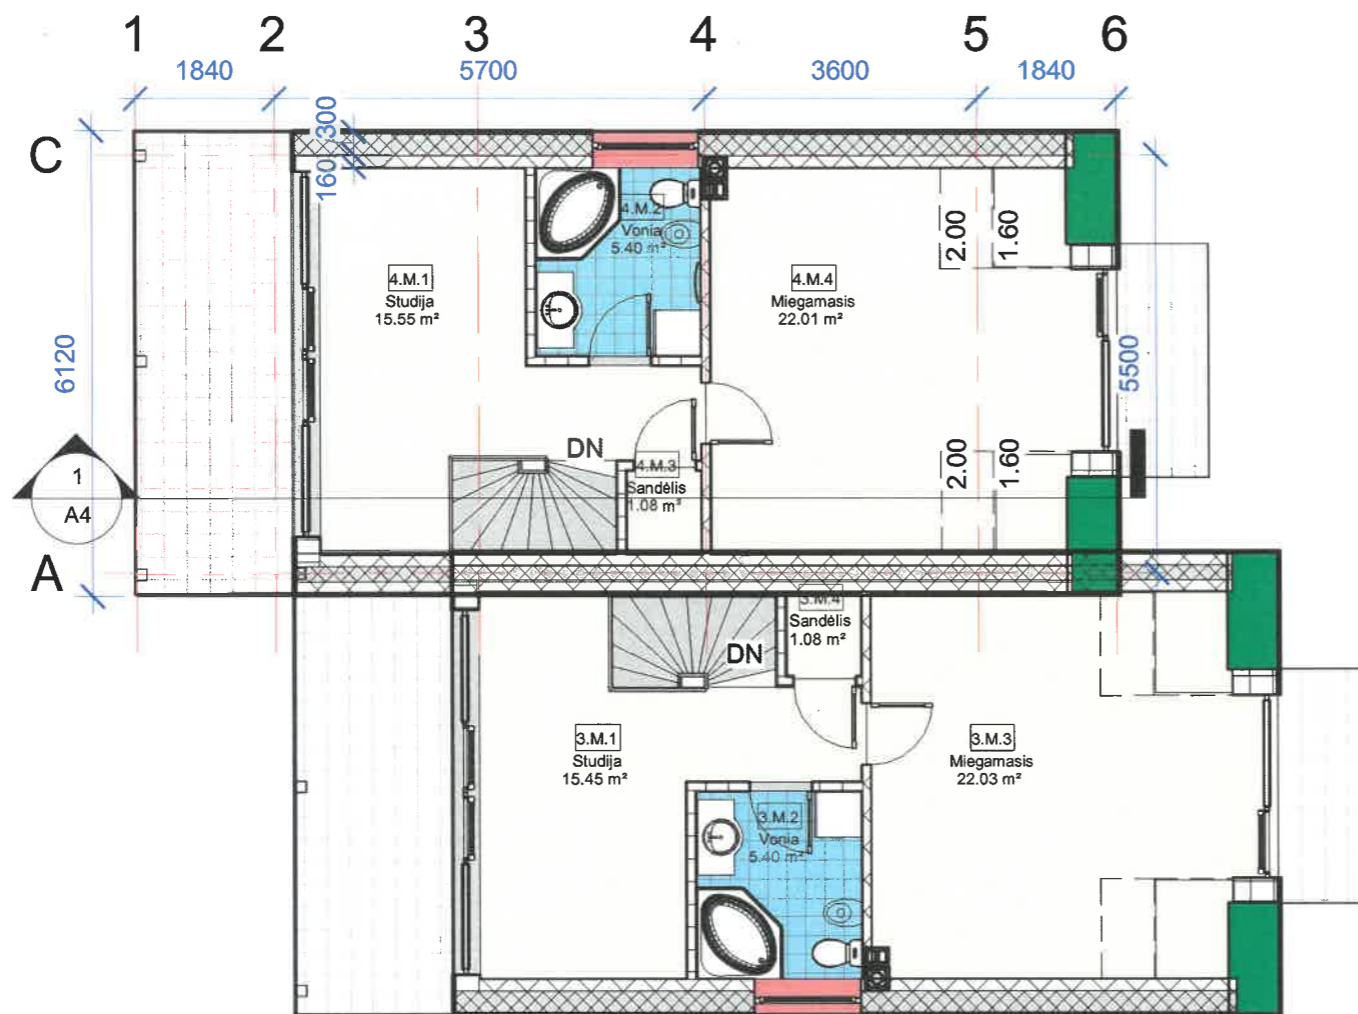 1 2 3 4 5 6
1840 5700 3600 1840
C
300
160
6120
5500
4.M.1
Studija
15.55 m²
4.M.2
Vonia
5.40 m²
4.M.4
Miegamasis
22.01 m²
2.00 1.60
2.00 1.60
DN
4.M.3
Sandėlis
1.08 m²
1
A4
A
3.M.4
Sandėlis
1.08 m²
DN
3.M.1
Studija
15.45 m²
3.M.3
Miegamasis
22.03 m²
3.M.2
Vonia
5.40 m²